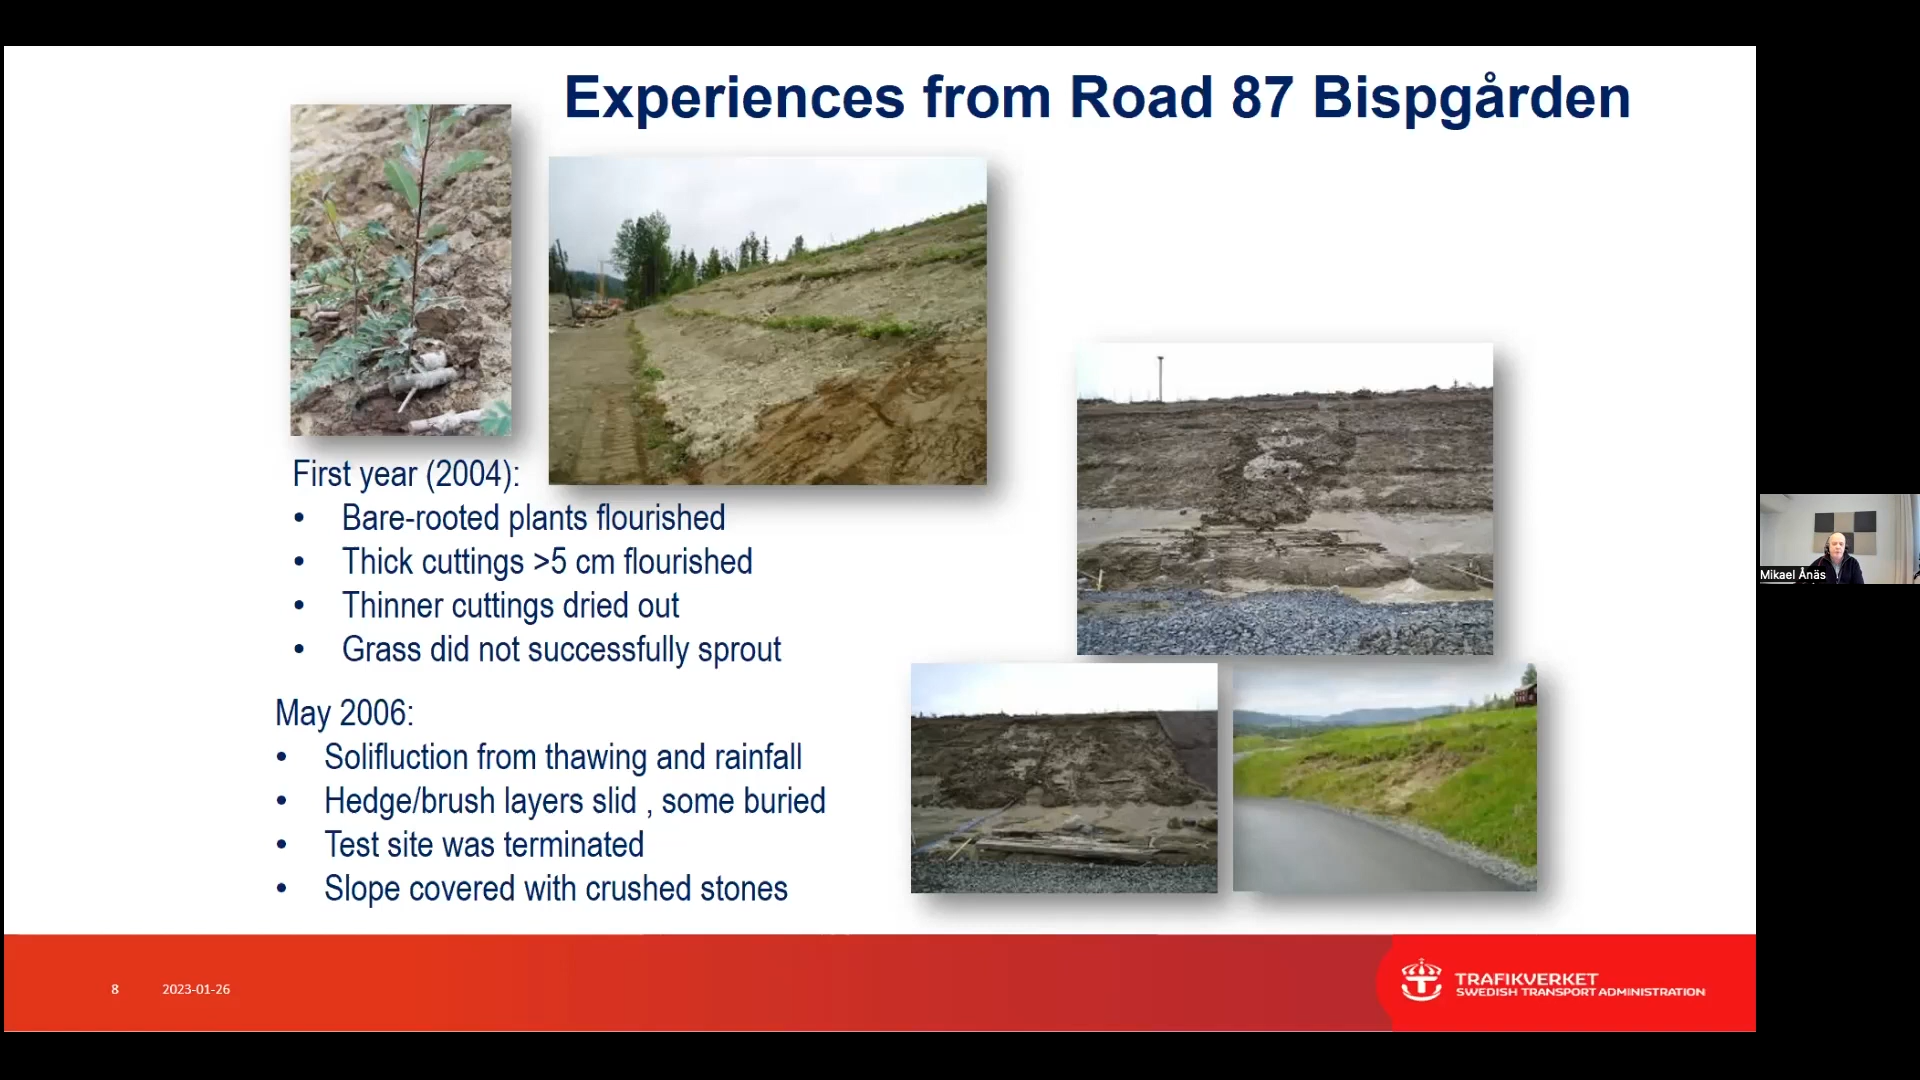 Experiences from Road 87 Bispgården
First year (2004):
• Bare-rooted plants flourished
• Thick cuttings >5 cm flourished
• Thinner cuttings dried out
• Grass did not successfully sprout
May 2006:
• Solifluction from thawing and rainfall
• Hedge/brush layers slid , some buried
• Test site was terminated
• Slope covered with crushed stones
8
2023-01-26
TRAFIKVERKET
SWEDISH TRANSPORT ADMINISTRATION
Mikael Ånäs